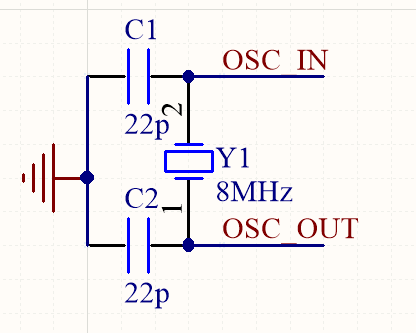 C1
OSC_IN
22p
2
Y1
C2
1
8MHz
OSC_OUT
22p